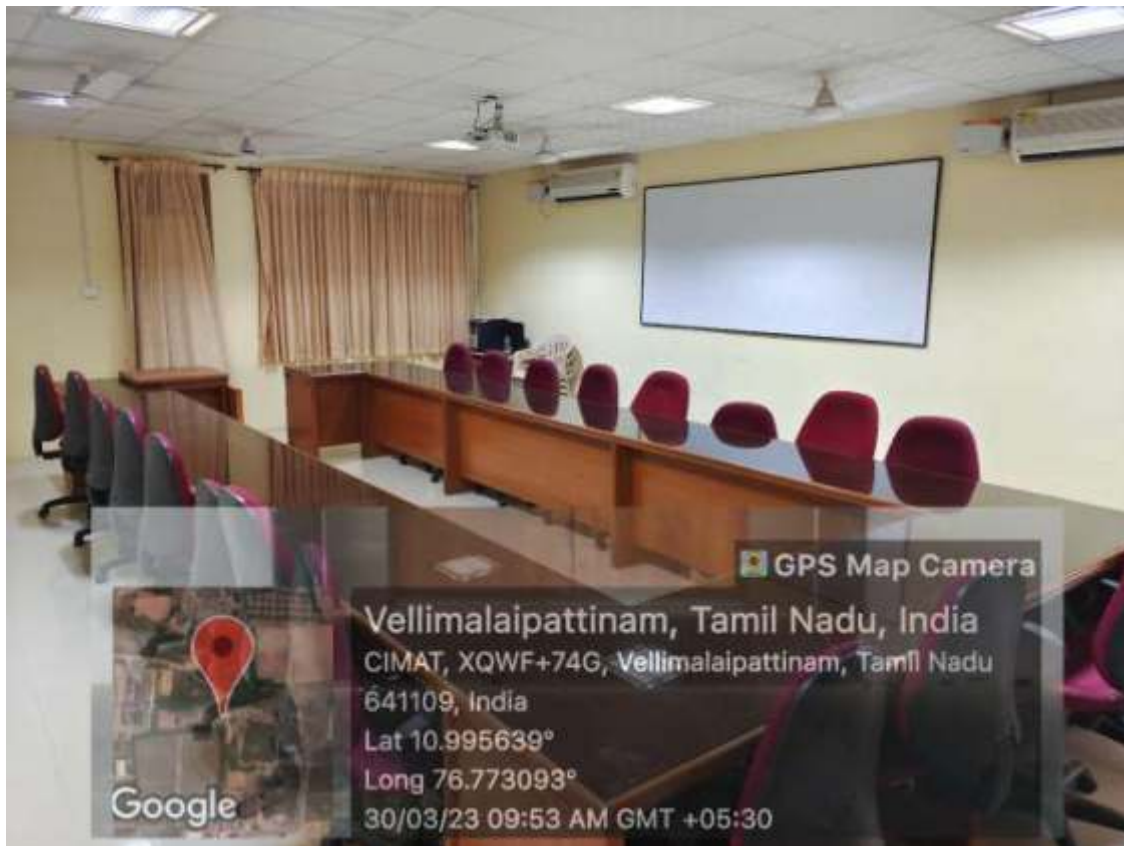 GPS Map Camera
Vellimalaipattinam, Tamil Nadu, India
CIMAT, XQWF+74G, Vellimalaipattinam, Tamil Nadu
641109, India
Lat 10.995639°
Long 76.773093°
30/03/23 09:53 AM GMT +05:30
Google